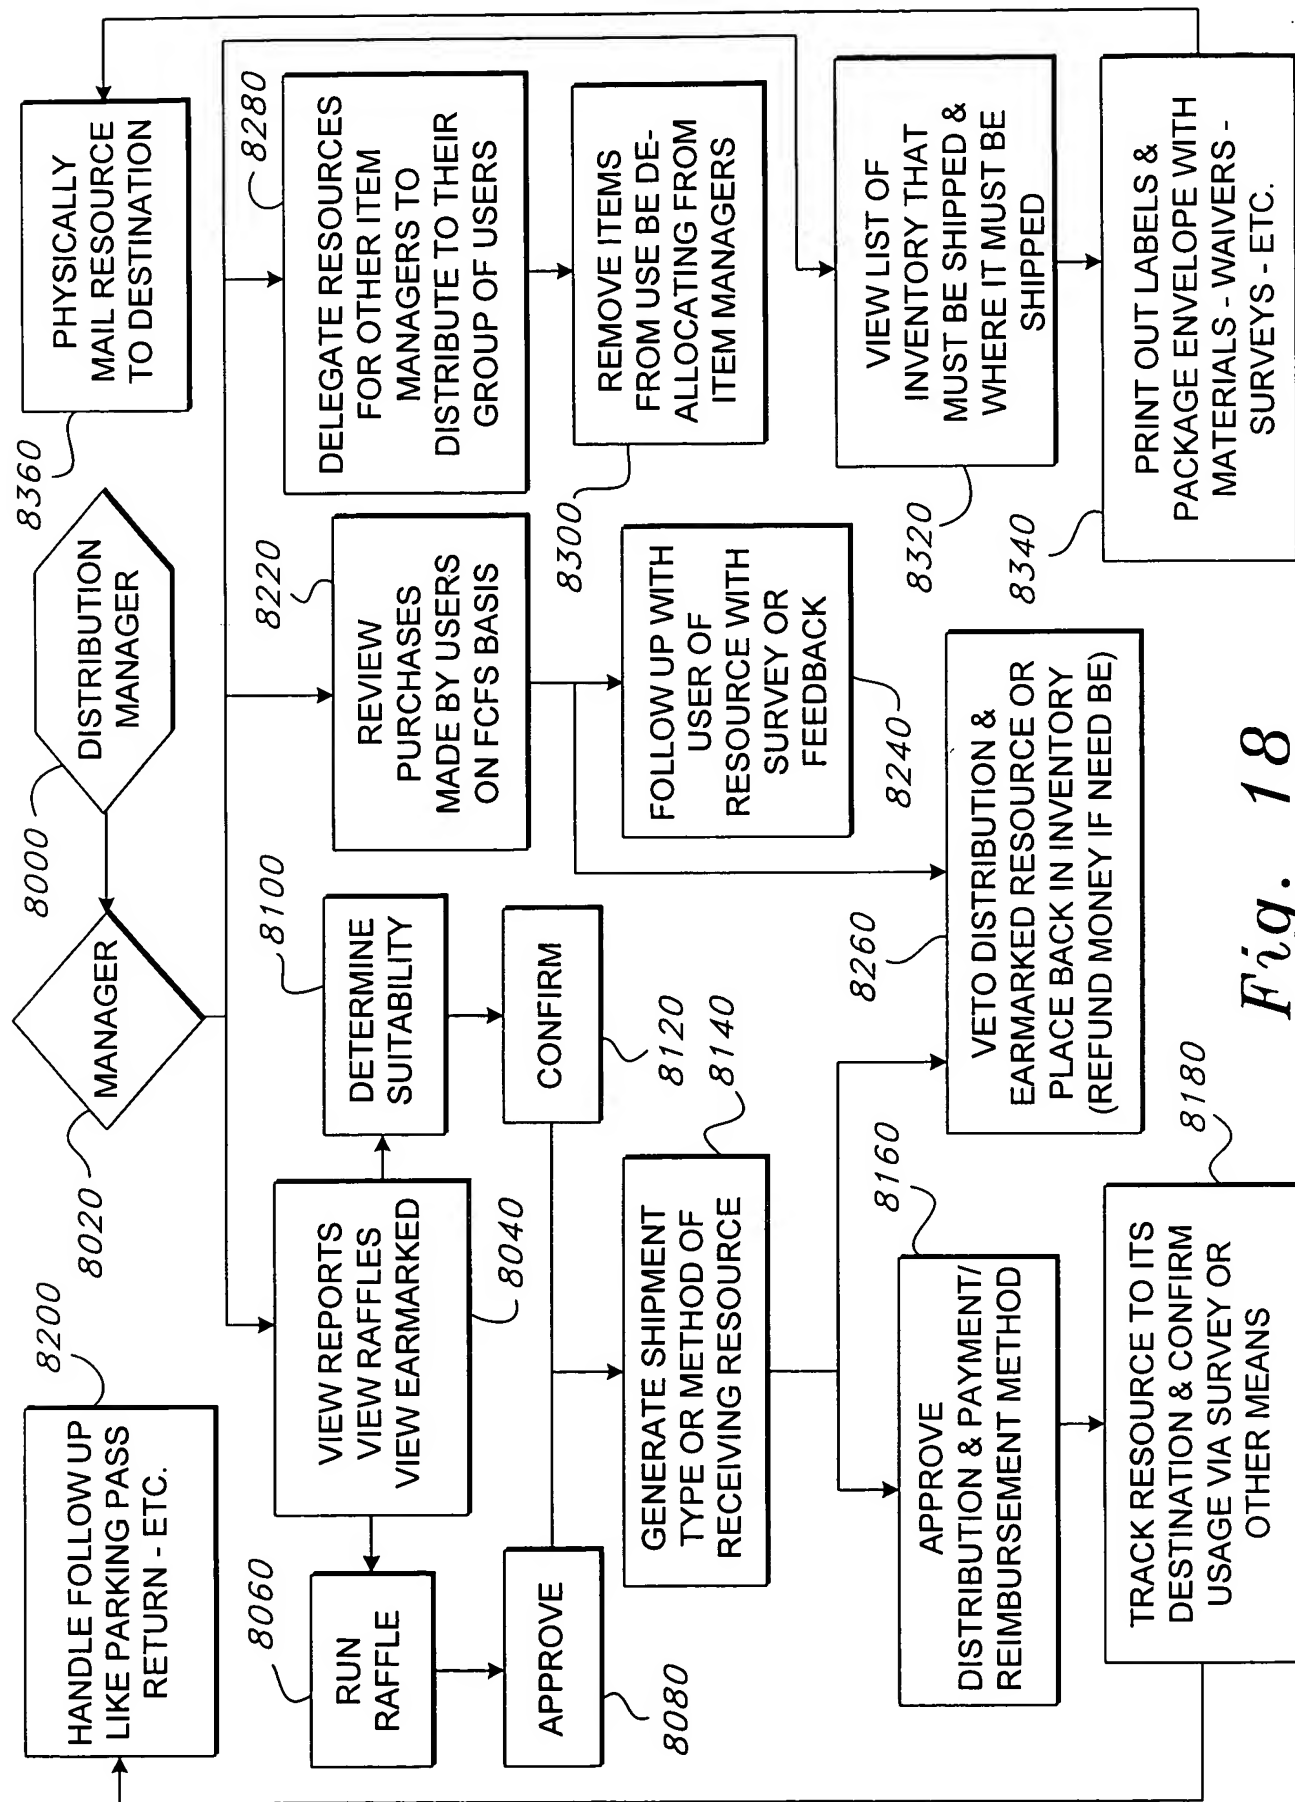 8200
HANDLE FOLLOW UP
LIKE PARKING PASS
RETURN - ETC.
8020
MANAGER
8000
DISTRIBUTION
MANAGER
8360
PHYSICALLY
MAIL RESOURCE
TO DESTINATION
8060
RUN
RAFFLE
VIEW REPORTS
VIEW RAFFLES
VIEW EARMARKED
8040
8100
DETERMINE
SUITABILITY
8220
REVIEW
PURCHASES
MADE BY USERS
ON FCFS BASIS
8280
DELEGATE RESOURCES
FOR OTHER ITEM
MANAGERS TO
DISTRIBUTE TO THEIR
GROUP OF USERS
APPROVE
8080
CONFIRM
8120
8300
REMOVE ITEMS
FROM USE BE DE-
ALLOCATING FROM
ITEM MANAGERS
GENERATE SHIPMENT
TYPE OR METHOD OF
RECEIVING RESOURCE
8140
FOLLOW UP WITH
USER OF
RESOURCE WITH
SURVEY OR
FEEDBACK
8240
8320
VIEW LIST OF
INVENTORY THAT
MUST BE SHIPPED &
WHERE IT MUST BE
SHIPPED
8160
APPROVE
DISTRIBUTION & PAYMENT/
REIMBURSEMENT METHOD
8260
VETO DISTRIBUTION &
EARMARKED RESOURCE OR
PLACE BACK IN INVENTORY
(REFUND MONEY IF NEED BE)
8340
PRINT OUT LABELS &
PACKAGE ENVELOPE WITH
MATERIALS - WAIVERS -
SURVEYS - ETC.
8180
TRACK RESOURCE TO ITS
DESTINATION & CONFIRM
USAGE VIA SURVEY OR
OTHER MEANS
Fig. 18